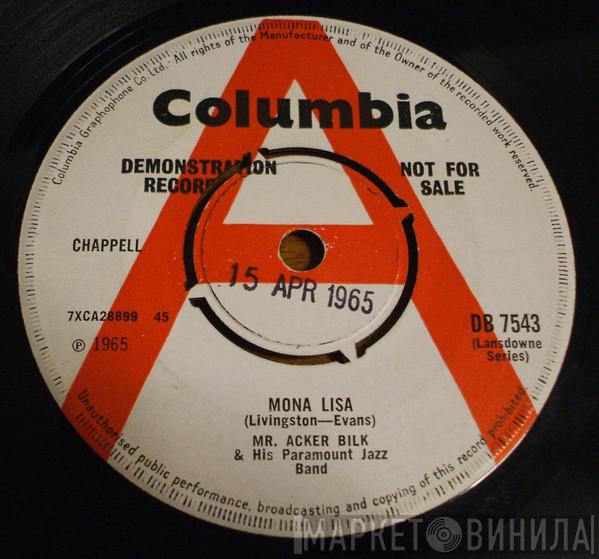 Columbia Graphophone Co. Ltd. All rights of the Manufacturer and of the Owner of the recorded work reserved.
Columbia
DEMONSTRATION
RECORD
NOT FOR
SALE
CHAPPELL
15 APR 1965
7XCA28899 45
℗ 1965
DB 7543
(Lansdowne
Series)
MONA LISA
(Livingston—Evans)
MR. ACKER BILK
& His Paramount Jazz
Band
Unauthorised public performance, broadcasting and copying of this record prohibited.
МАРКЕТ ВИНИЛА